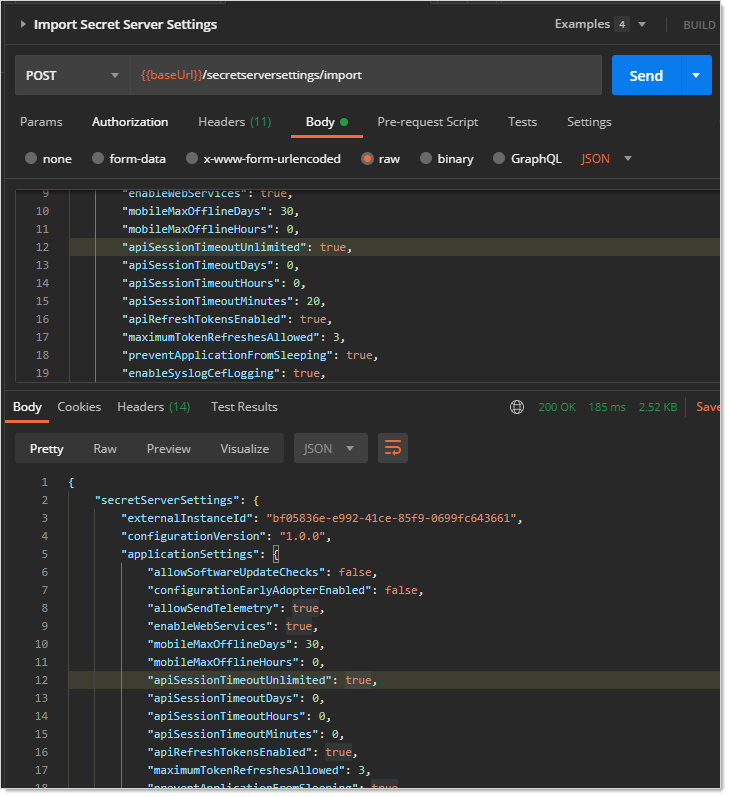 Import Secret Server Settings Examples 4 BUILD
POST {{baseUrl}}/secretserversettings/import Send
Params Authorization Headers (11) Body Pre-request Script Tests Settings
none form-data x-www-form-urlencoded raw binary GraphQL JSON
9 "enableWebServices": true,
10 "mobileMaxOfflineDays": 30,
11 "mobileMaxOfflineHours": 0,
12 "apiSessionTimeoutUnlimited": true,
13 "apiSessionTimeoutDays": 0,
14 "apiSessionTimeoutHours": 0,
15 "apiSessionTimeoutMinutes": 20,
16 "apiRefreshTokensEnabled": true,
17 "maximumTokenRefreshesAllowed": 3,
18 "preventApplicationFromSleeping": true,
19 "enableSyslogCefLogging": true,
Body Cookies Headers (14) Test Results 200 OK 185 ms 2.52 KB Save
Pretty Raw Preview Visualize JSON
1 {
2 "secretServerSettings": {
3 "externalInstanceId": "bf05836e-e992-41ce-85f9-0699fc643661",
4 "configurationVersion": "1.0.0",
5 "applicationSettings": {
6 "allowSoftwareUpdateChecks": false,
7 "configurationEarlyAdopterEnabled": false,
8 "allowSendTelemetry": true,
9 "enableWebServices": true,
10 "mobileMaxOfflineDays": 30,
11 "mobileMaxOfflineHours": 0,
12 "apiSessionTimeoutUnlimited": true,
13 "apiSessionTimeoutDays": 0,
14 "apiSessionTimeoutHours": 0,
15 "apiSessionTimeoutMinutes": 0,
16 "apiRefreshTokensEnabled": true,
17 "maximumTokenRefreshesAllowed": 3,
18 "preventApplicationFromSleeping": true